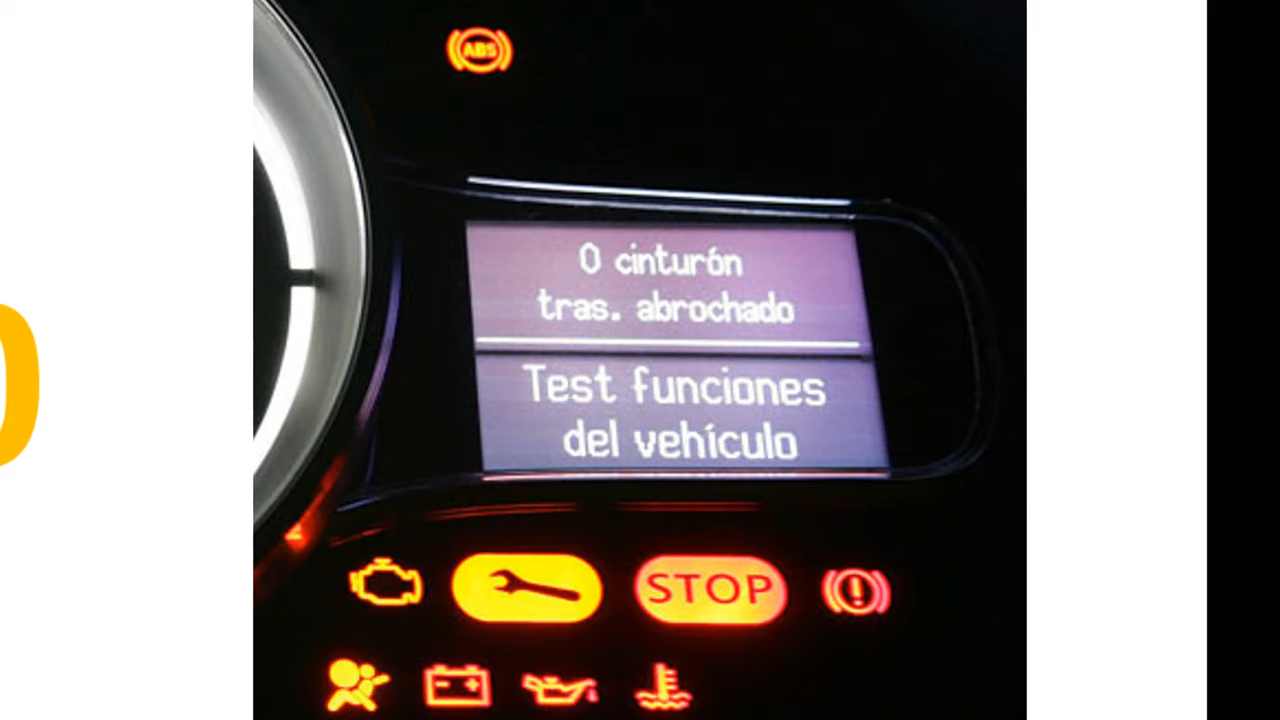 ABS
0 cinturón
tras. abrochado
Test funciones
del vehículo
STOP